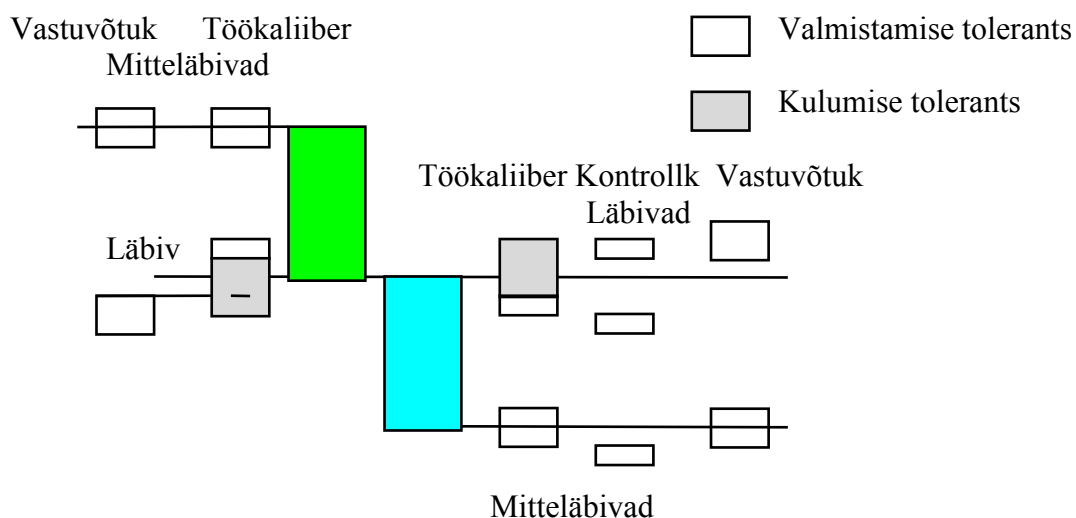 Vastuvõtuk Töökaliiber
Mitteläbivad
Valmistamise tolerants
Kulumise tolerants
Töökaliiber Kontrollk Vastuvõtuk
Läbivad
Läbiv
Mitteläbivad